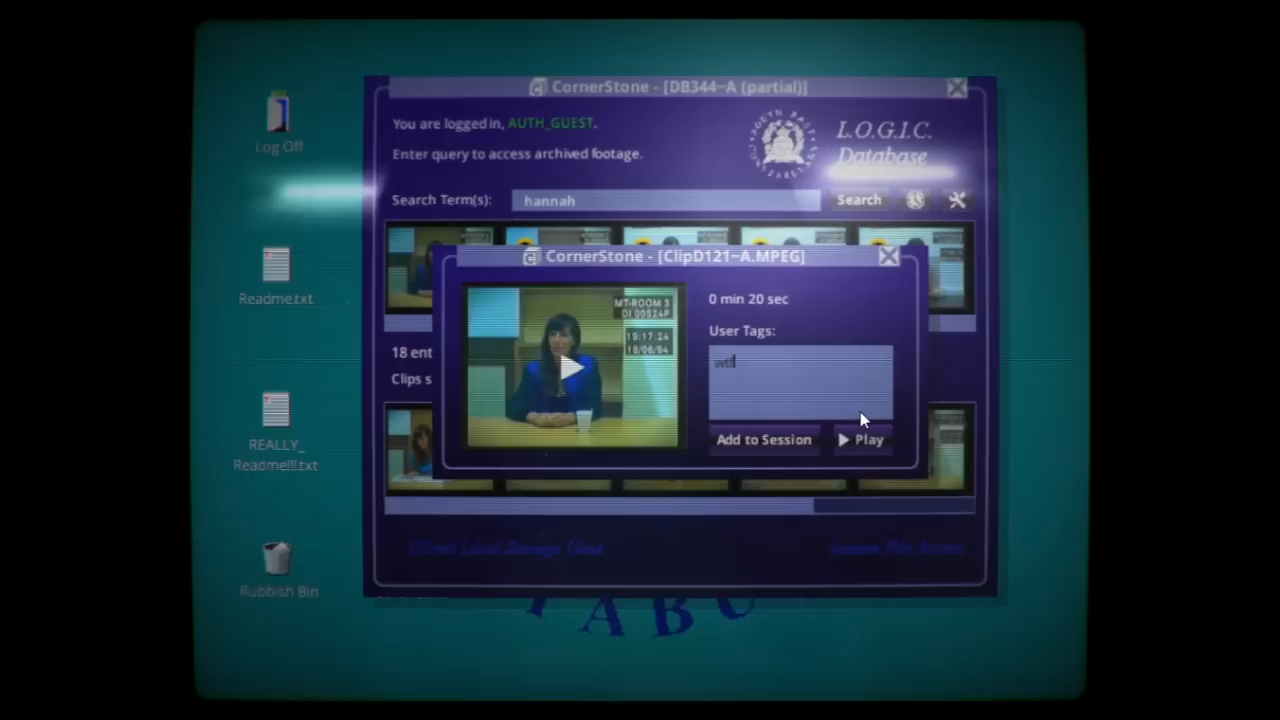 CornerStone - [DB344~A (partial)]
You are logged in, AUTH_GUEST.
Enter query to access archived footage.
L.O.G.I.C.
Database
Search Term(s):
hannah
Search
Log Off
Readme.txt
REALLY_
Readme!!!.txt
Rubbish Bin
CornerStone - [ClipD121~A.MPEG]
MT-ROOM 3
DI 00524P
19:17:24
18/06/94
0 min 20 sec
User Tags:
wtf
Add to Session
Play
18 ent
Clips s